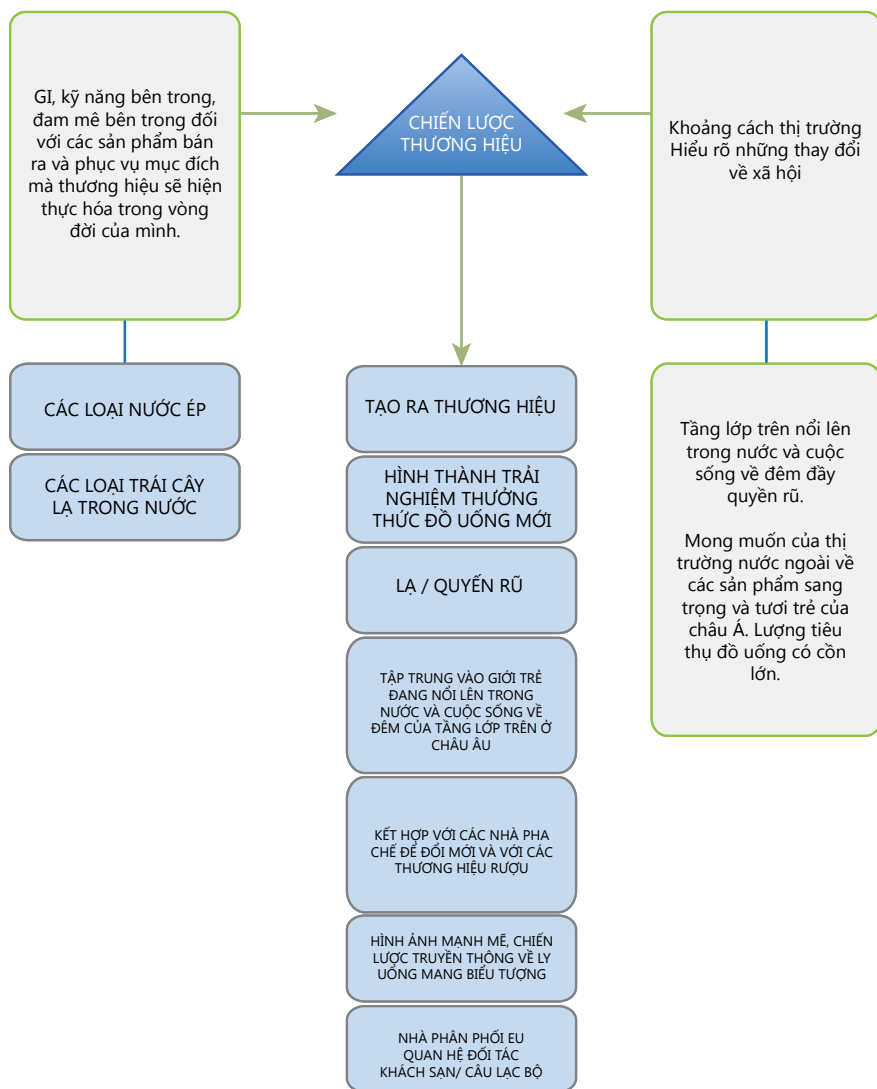 GI, kỹ năng bên trong,
đam mê bên trong đối
với các sản phẩm bán
ra và phục vụ mục đích
mà thương hiệu sẽ hiện
thực hóa trong vòng
đời của mình.
CHIẾN LƯỢC
THƯƠNG HIỆU
Khoảng cách thị trường
Hiểu rõ những thay đổi
về xã hội
CÁC LOẠI NƯỚC ÉP
CÁC LOẠI TRÁI CÂY
LẠ TRONG NƯỚC
TẠO RA THƯƠNG HIỆU
HÌNH THÀNH TRẢI
NGHIỆM THƯỞNG
THỨC ĐỒ UỐNG MỚI
LẠ / QUYẾN RŨ
TẬP TRUNG VÀO GIỚI TRẺ
ĐANG NỔI LÊN TRONG
NƯỚC VÀ CUỘC SỐNG VỀ
ĐÊM CỦA TẦNG LỚP TRÊN Ở
CHÂU ÂU
KẾT HỢP VỚI CÁC NHÀ PHA
CHẾ ĐỂ ĐỔI MỚI VÀ VỚI CÁC
THƯƠNG HIỆU RƯỢU
HÌNH ẢNH MẠNH MẼ, CHIẾN
LƯỢC TRUYỀN THÔNG VỀ LY
UỐNG MANG BIỂU TƯỢNG
NHÀ PHÂN PHỐI EU
QUAN HỆ ĐỐI TÁC
KHÁCH SẠN/ CÂU LẠC BỘ
Tầng lớp trên nổi lên
trong nước và cuộc
sống về đêm đầy
quyền rũ.
Mong muốn của thị
trường nước ngoài về
các sản phẩm sang
trọng và tươi trẻ của
châu Á. Lượng tiêu
thụ đồ uống có cồn
lớn.